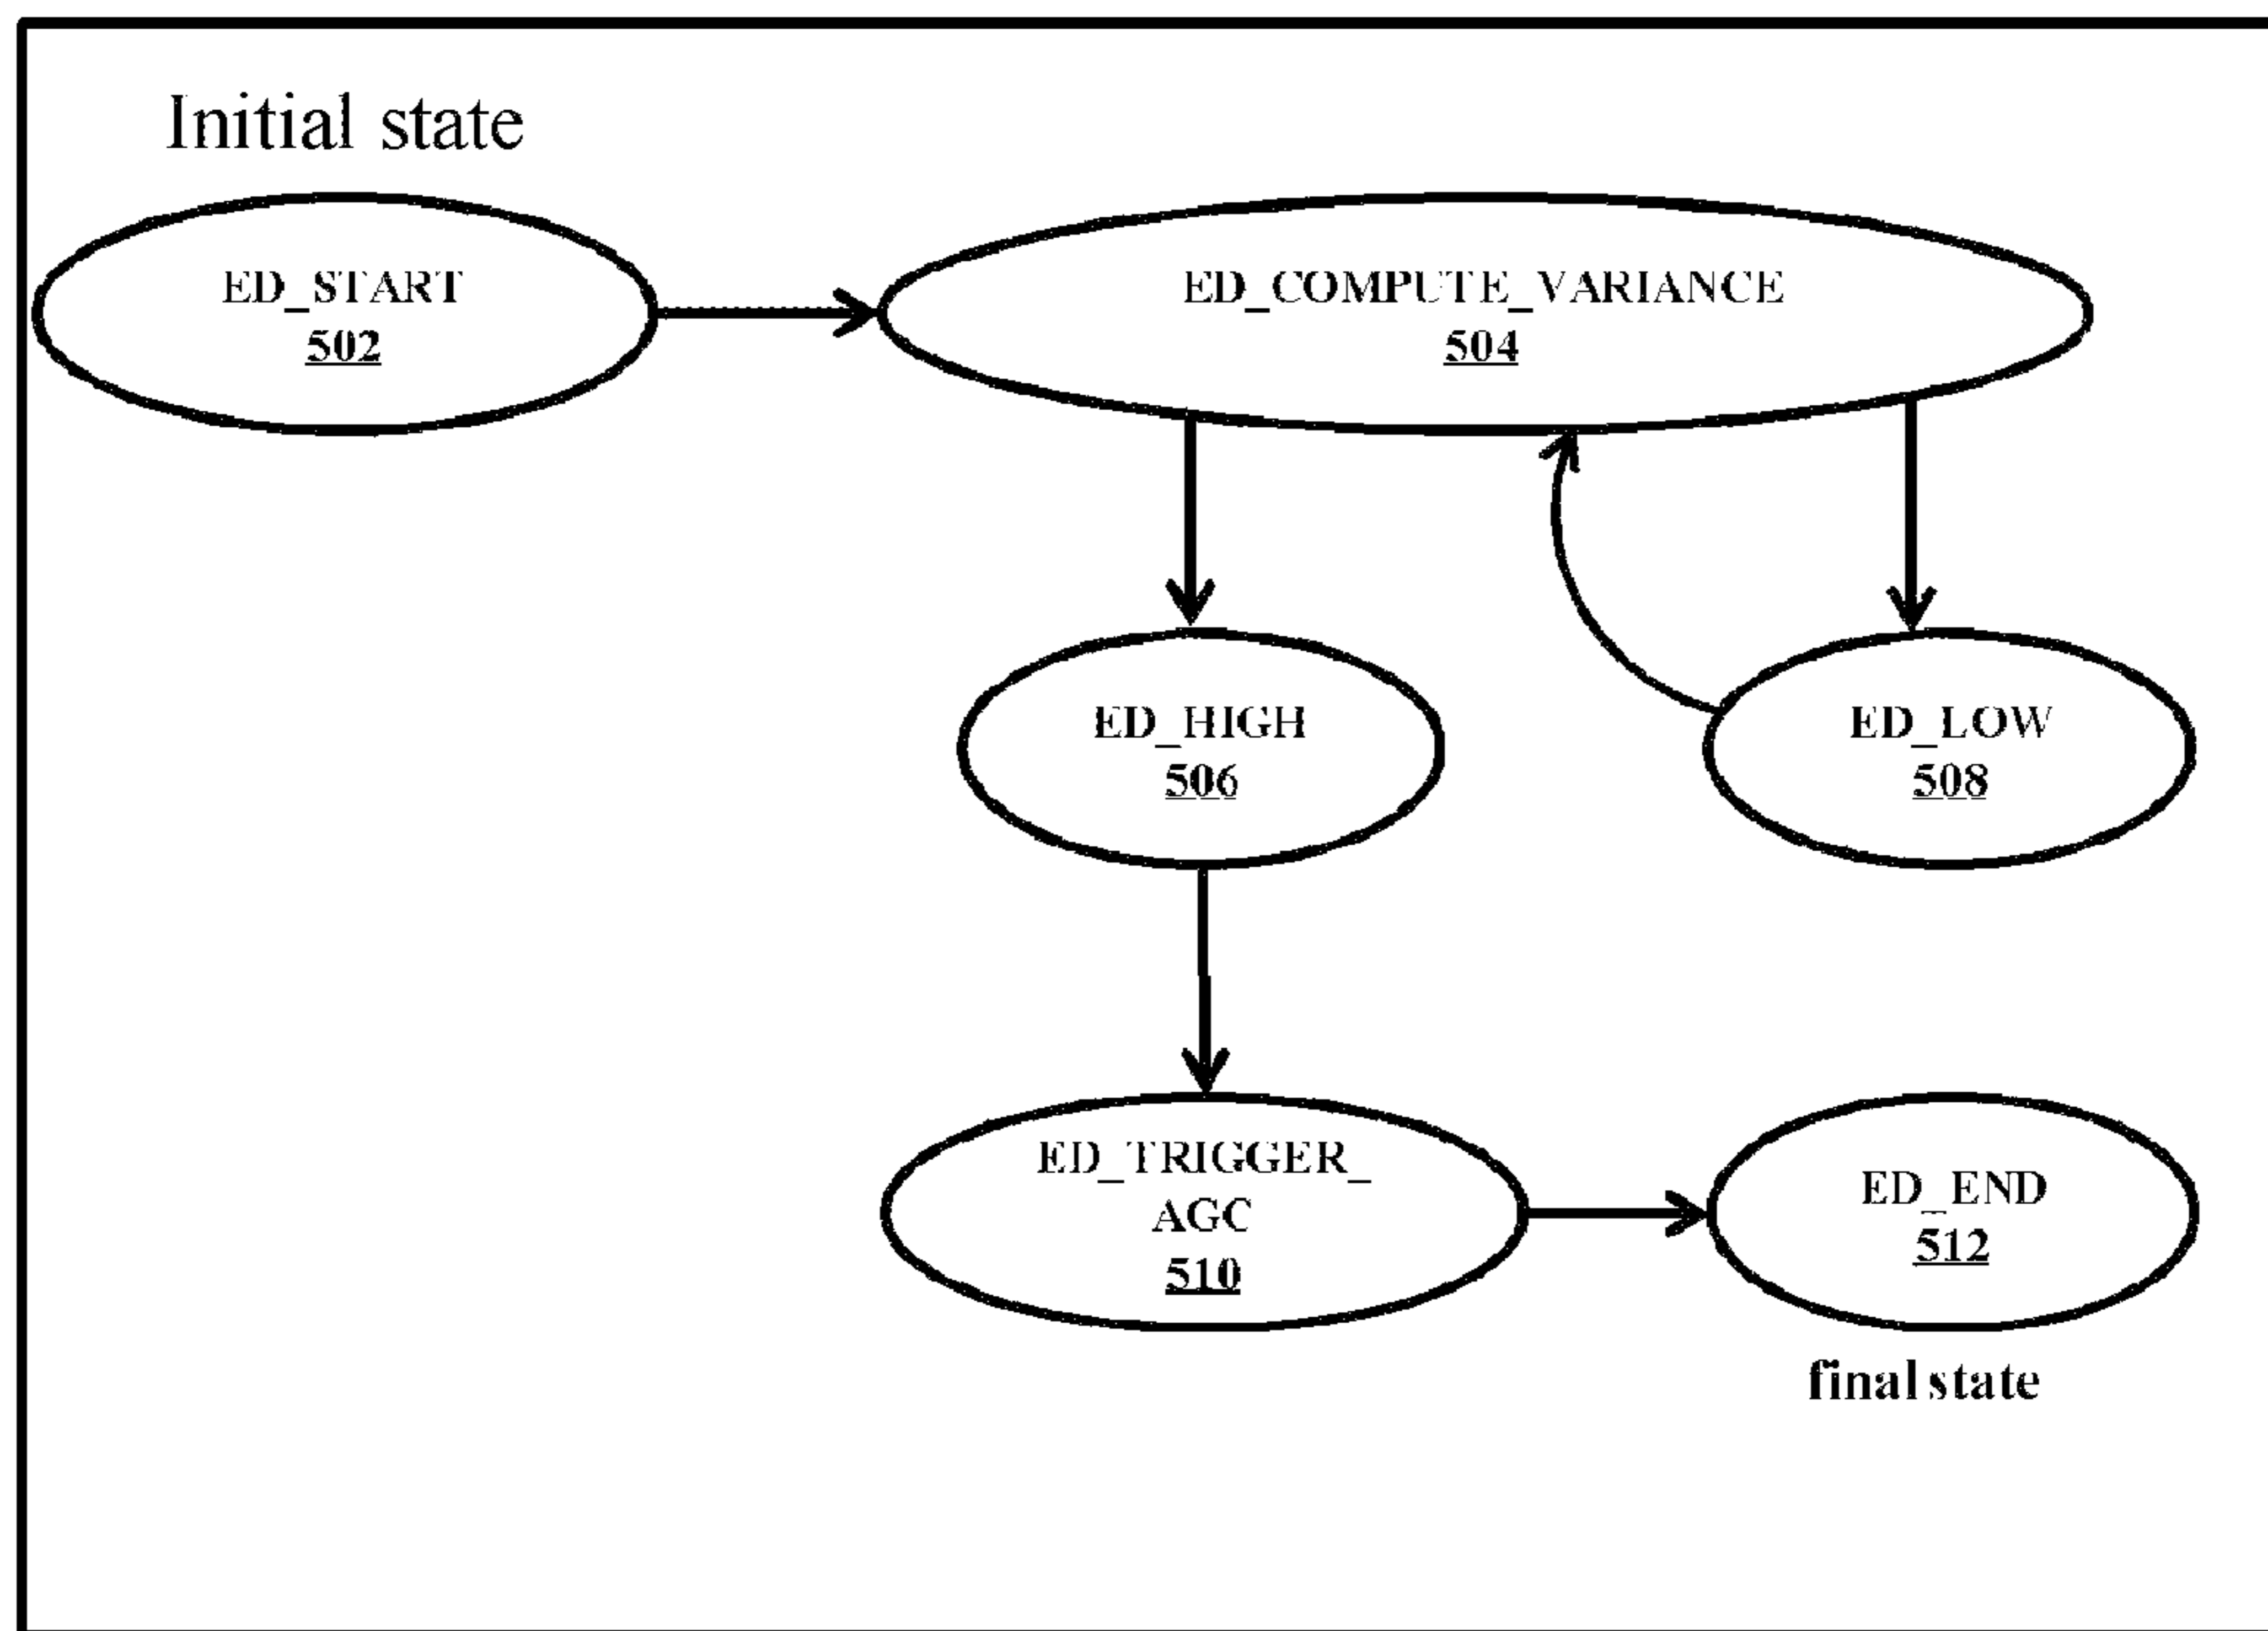 Initial state
ED_START
502
ED_COMPUTE_VARIANCE
504
ED_HIGH
506
ED_LOW
508
ED_TRIGGER_
AGC
510
ED_END
512
final state